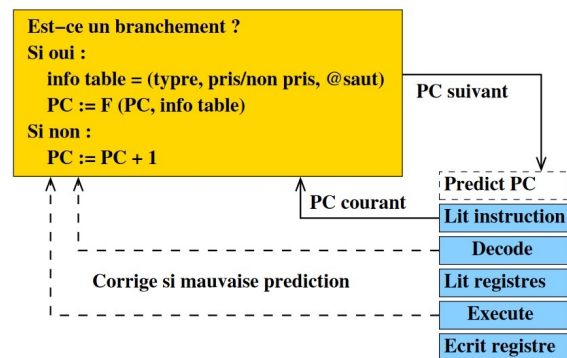 Est-ce un branchement ?
Si oui :
info table = (typre, pris/non pris, @saut)
PC := F (PC, info table)
Si non :
PC := PC + 1
PC suivant
Predict PC
PC courant
Lit instruction
Decode
Corrige si mauvaise prediction
Lit registres
Execute
Ecrit registre